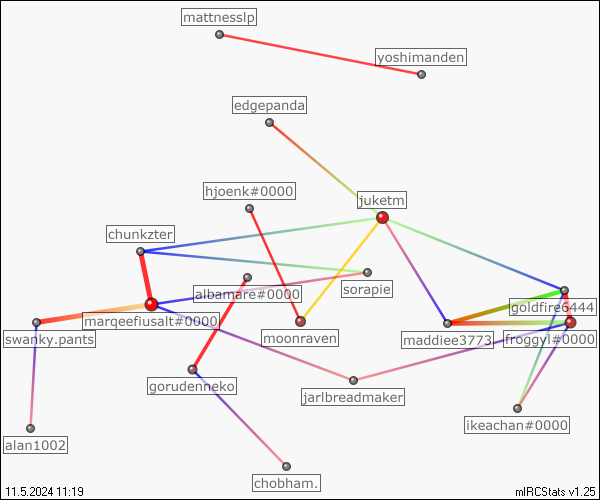 mattnesslp
yoshimanden
edgepanda
hjoenk#0000
juketm
chunkzter
albamare#0000
sorapie
goldfire6444
marqeefiusalt#0000
swanky.pants
moonraven
maddiee3773
froggyl#0000
gorudenneko
jarlbreadmaker
ikeachan#0000
alan1002
chobham.
11.5.2024 11:19
mIRCStats v1.25